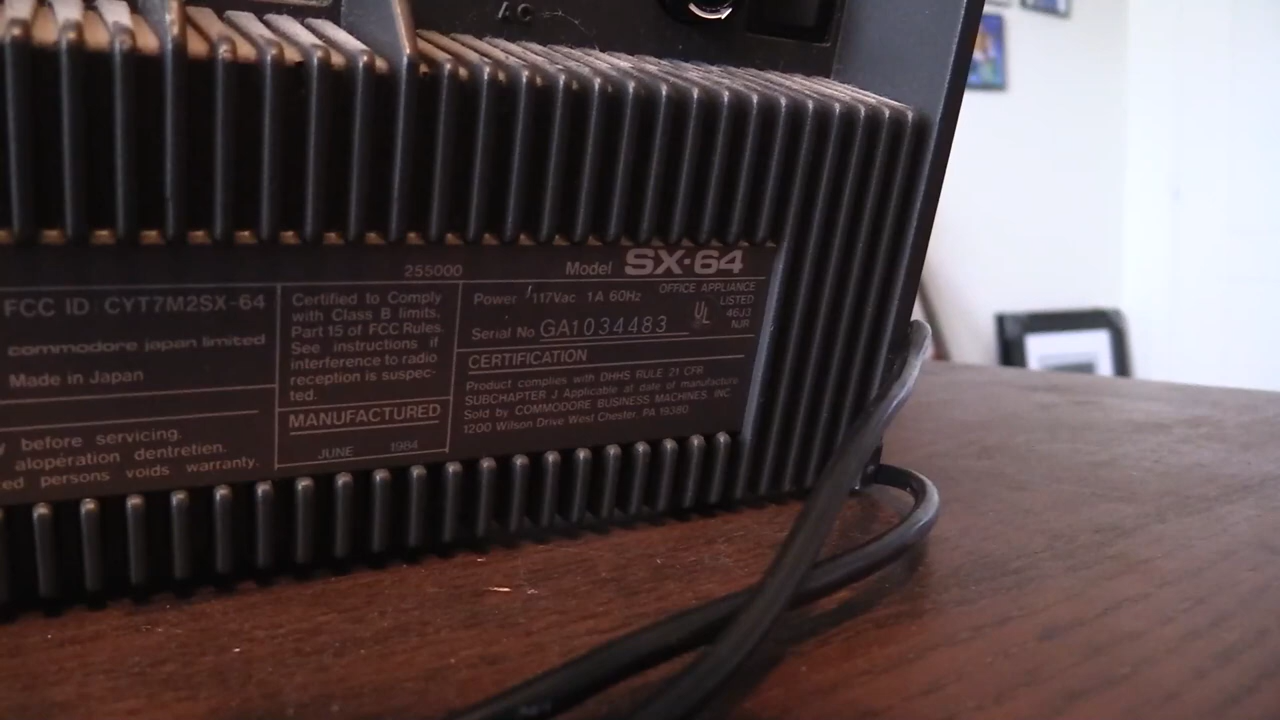 AC
255000 Model SX-64
FCC ID: CYT7M2SX-64
commodore japan limited
Made in Japan
y before servicing.
alopération dentretien.
ed persons voids warranty.
Certified to Comply
with Class B limits,
Part 15 of FCC Rules.
See instructions if
interference to radio
reception is suspec-
ted.
MANUFACTURED
JUNE 1984
Power 117Vac 1A 60Hz
OFFICE APPLIANCE
UL LISTED
46J3
NJR
Serial No GA1034483
CERTIFICATION
Product complies with DHHS RULE 21 CFR
SUBCHAPTER J Applicable at date of manufacture
Sold by COMMODORE BUSINESS MACHINES, INC
1200 Wilson Drive West Chester, PA 19380